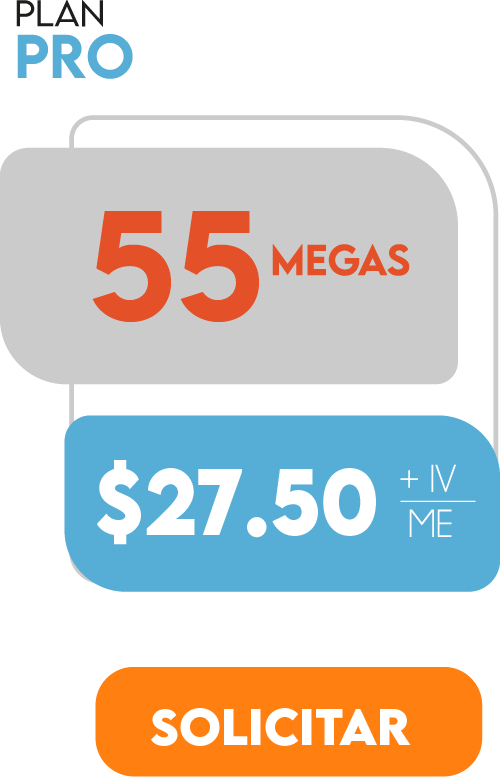 PLAN
PRO
55 MEGAS
$27.50 + IV
ME
SOLICITAR